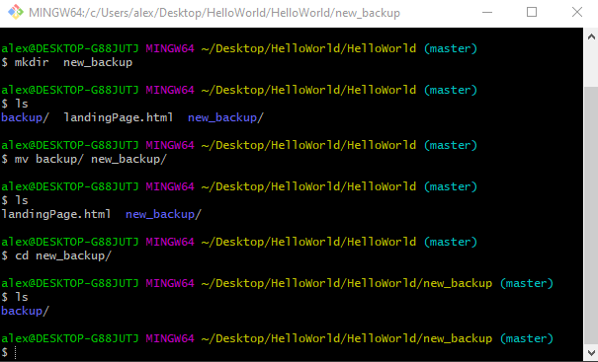 MINGW64:/c/Users/alex/Desktop/HelloWorld/HelloWorld/new_backup
alex@DESKTOP-G88JUTJ MINGW64 ~/Desktop/HelloWorld/HelloWorld (master)
$ mkdir  new_backup
alex@DESKTOP-G88JUTJ MINGW64 ~/Desktop/HelloWorld/HelloWorld (master)
$ ls
backup/  landingPage.html  new_backup/
alex@DESKTOP-G88JUTJ MINGW64 ~/Desktop/HelloWorld/HelloWorld (master)
$ mv backup/ new_backup/
alex@DESKTOP-G88JUTJ MINGW64 ~/Desktop/HelloWorld/HelloWorld (master)
$ ls
landingPage.html  new_backup/
alex@DESKTOP-G88JUTJ MINGW64 ~/Desktop/HelloWorld/HelloWorld (master)
$ cd new_backup/
alex@DESKTOP-G88JUTJ MINGW64 ~/Desktop/HelloWorld/HelloWorld/new_backup (master)
$ ls
backup/
alex@DESKTOP-G88JUTJ MINGW64 ~/Desktop/HelloWorld/HelloWorld/new_backup (master)
$